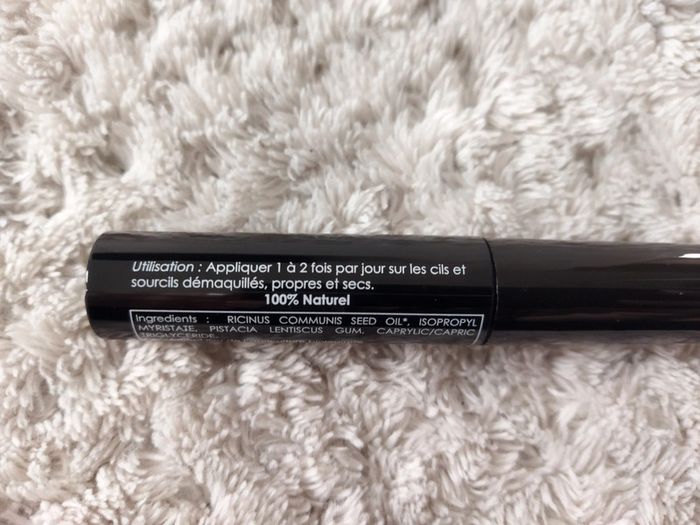 Utilisation : Appliquer 1 à 2 fois par jour sur les cils et
sourcils démaquillés, propres et secs.
100% Naturel
Ingredients : RICINUS COMMUNIS SEED OIL*, ISOPROPYL
MYRISTATE, PISTACIA LENTISCUS GUM, CAPRYLIC/CAPRIC
TRIGLYCERIDE.